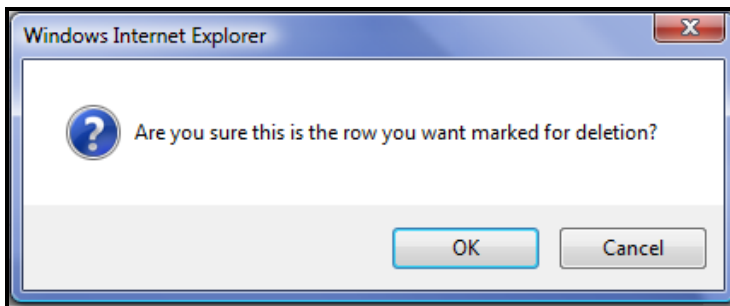 Windows Internet Explorer
Are you sure this is the row you want marked for deletion?
OK
Cancel